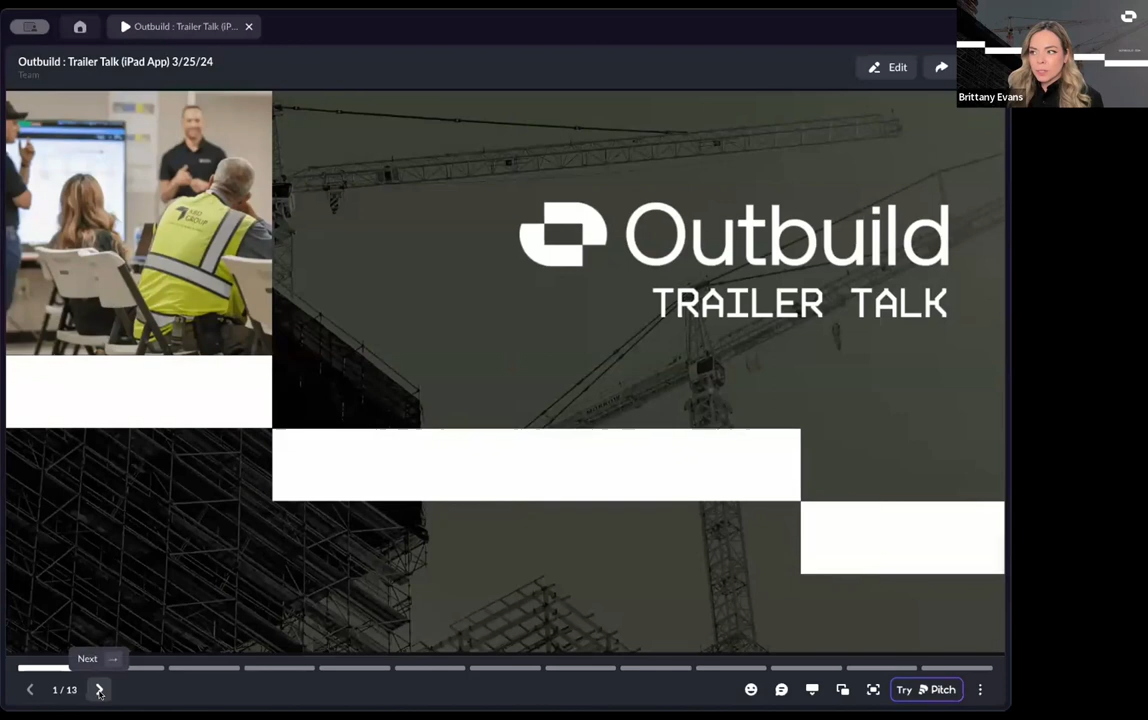 Outbuild : Trailer Talk (iP...
Outbuild : Trailer Talk (iPad App) 3/25/24
Team
Edit
Brittany Evans
Outbuild
TRAILER TALK
Next →
1 / 13
Try Pitch